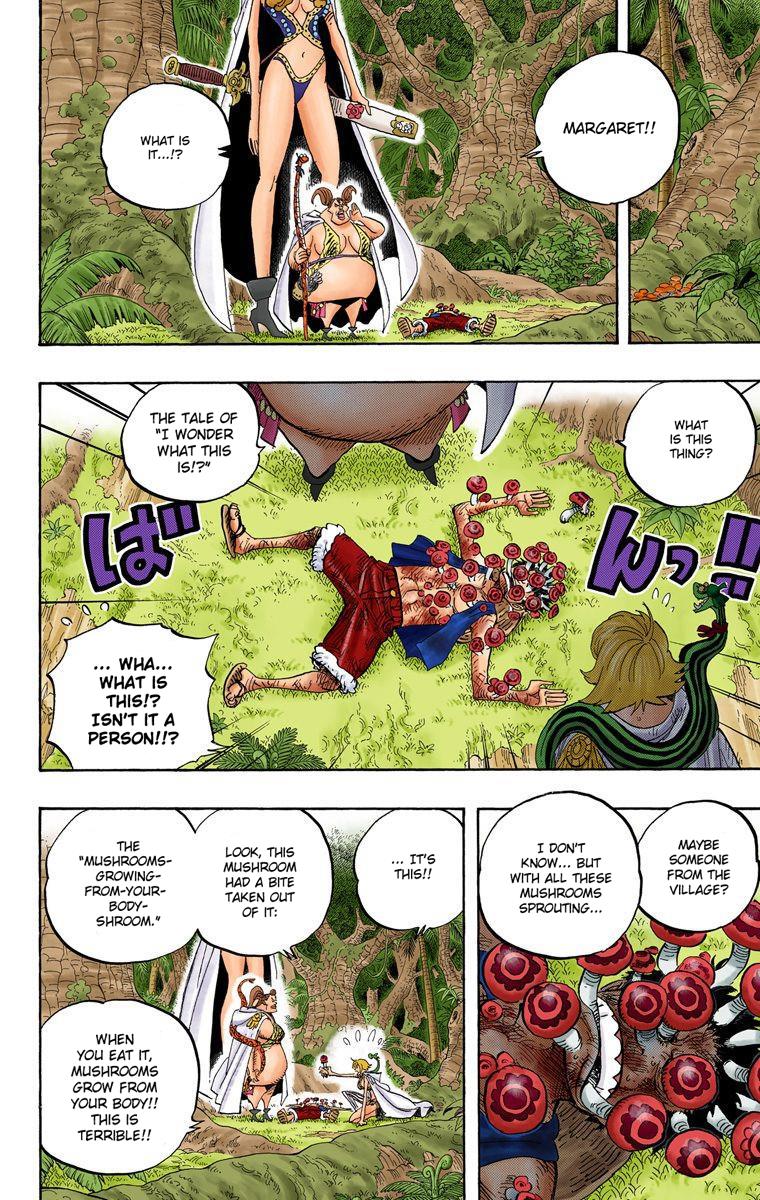 MARGARET!!
WHAT IS
IT...!?
WHAT
IS THIS
THING?
THE TALE OF
"I WONDER
WHAT THIS
IS!?"
ば
んっ!!
... WHA...
WHAT IS
THIS!?
ISN'T IT A
PERSON!!?
MAYBE
SOMEONE
FROM THE
VILLAGE?
I DON'T
KNOW... BUT
WITH ALL THESE
MUSHROOMS
SPROUTING...
... IT'S
THIS!!
LOOK, THIS
MUSHROOM
HAD A BITE
TAKEN OUT
OF IT:
THE
"MUSHROOMS-
GROWING-
FROM-YOUR-
BODY-
SHROOM."
WHEN
YOU EAT IT,
MUSHROOMS
GROW FROM
YOUR BODY!!
THIS IS
TERRIBLE!!